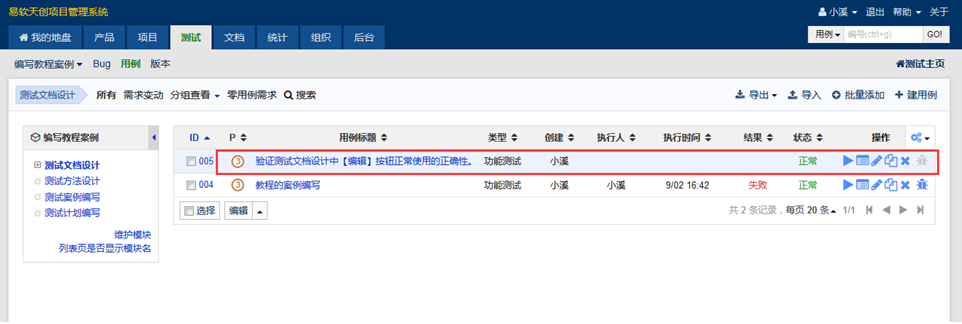 易软天创项目管理系统
小溪 退出 帮助 关于
我的地盘 产品 项目 测试 文档 统计 组织 后台
用例 编号(ctrl+g) GO!
编写教程案例 Bug 用例 版本 测试主页
测试文档设计 所有 需求变动 分组查看 零用例需求 搜索 导出 导入 批量添加 建用例
编写教程案例
测试文档设计
测试方法设计
测试案例编写
测试计划编写
维护模块
列表页是否显示模块名
ID P 用例标题 类型 创建 执行人 执行时间 结果 状态 操作
005 3 验证测试文档设计中【编辑】按钮正常使用的正确性。 功能测试 小溪 正常
004 3 教程的案例编写 功能测试 小溪 小溪 9/02 16:42 失败 正常
选择 编辑 共 2 条记录，每页 20 条 1/1